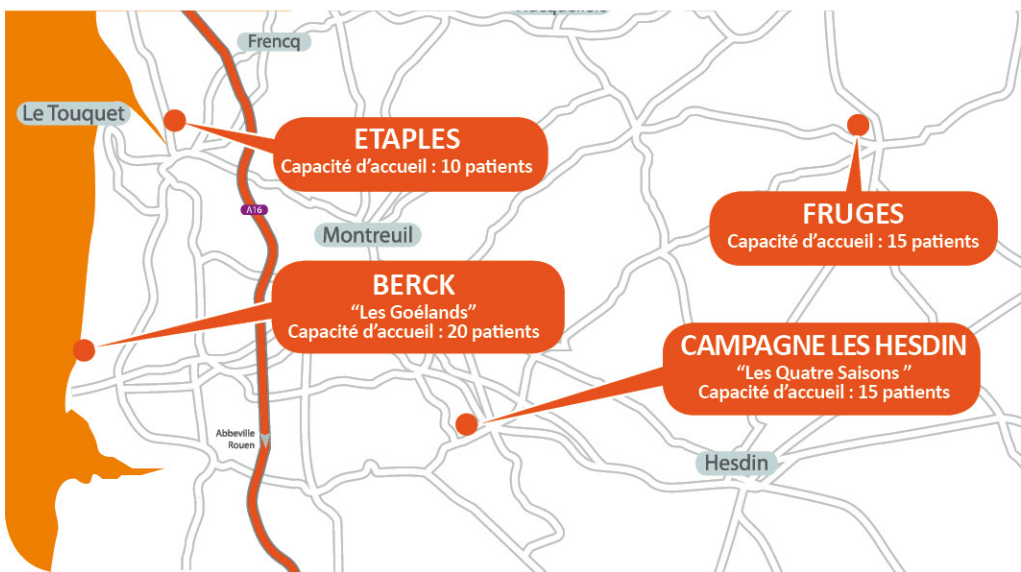 Frencq
Le Touquet
ETAPLES
Capacité d'accueil : 10 patients
A16
Montreuil
FRUGES
Capacité d'accueil : 15 patients
BERCK
“Les Goélands”
Capacité d'accueil : 20 patients
CAMPAGNE LES HESDIN
“Les Quatre Saisons ”
Capacité d'accueil : 15 patients
Abbeville
Rouen
Hesdin